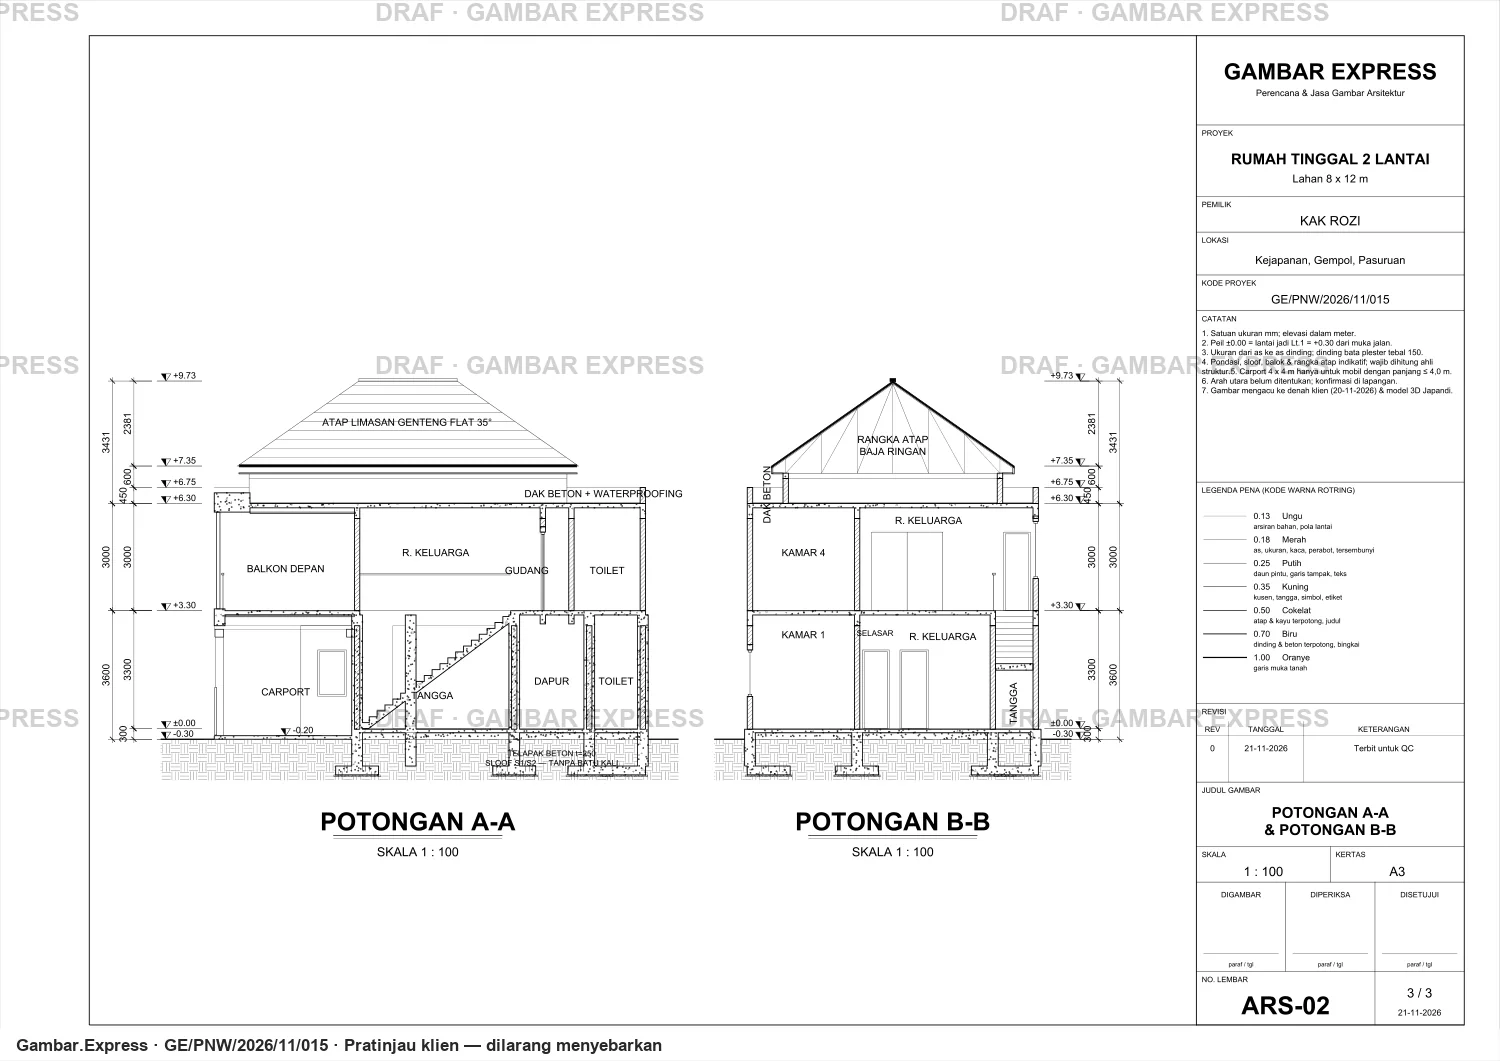 PRESS
DRAF · GAMBAR EXPRESS
DRAF · GAMBAR EXPRESS
GAMBAR EXPRESS
Perencana & Jasa Gambar Arsitektur
PROYEK
RUMAH TINGGAL 2 LANTAI
Lahan 8 x 12 m
PEMILIK
KAK ROZI
LOKASI
Kejapanan, Gempol, Pasuruan
KODE PROYEK
GE/PNW/2026/11/015
CATATAN
1. Satuan ukuran mm; elevasi dalam meter.
2. Peil ±0.00 = lantai jadi Lt.1 = +0.30 dari muka jalan.
3. Ukuran dari as ke as dinding; dinding bata plester tebal 150.
4. Pondasi, sloof, balok & rangka atap indikatif; wajib dihitung ahli
struktur.5. Carport 4 x 4 m hanya untuk mobil dengan panjang ≤ 4,0 m.
6. Arah utara belum ditentukan; konfirmasi di lapangan.
7. Gambar mengacu ke denah klien (20-11-2026) & model 3D Japandi.
PRESS
DRAF · GAMBAR EXPRESS
DRAF · GAMBAR EXPRESS
+9.73
+7.35
+6.75
+6.30
+3.30
±0.00
-0.30
3431
2381
600
450
3000
3000
3600
3300
300
ATAP LIMASAN GENTENG FLAT 35°
DAK BETON + WATERPROOFING
R. KELUARGA
BALKON DEPAN
GUDANG
TOILET
CARPORT
TANGGA
DAPUR
TOILET
-0.20
SLOOF S1/S2 — TANPA BATU KALI
POTONGAN A-A
SKALA 1 : 100
+9.73
+7.35
+6.75
+6.30
+3.30
±0.00
-0.30
2381
3431
600
450
3000
3000
3300
3600
300
RANGKA ATAP
BAJA RINGAN
DAK BETON
R. KELUARGA
KAMAR 4
KAMAR 1
SELASAR
R. KELUARGA
TANGGA
POTONGAN B-B
SKALA 1 : 100
PRESS
DRAF · GAMBAR EXPRESS
DRAF · GAMBAR EXPRESS
LEGENDA PENA (KODE WARNA ROTRING)
0.13 Ungu
arsiran bahan, pola lantai
0.18 Merah
as, ukuran, kaca, perabot, tersembunyi
0.25 Putih
daun pintu, garis tampak, teks
0.35 Kuning
kusen, tangga, simbol, etiket
0.50 Cokelat
atap & kayu terpotong, judul
0.70 Biru
dinding & beton terpotong, bingkai
1.00 Oranye
garis muka tanah
REVISI
REV TANGGAL KETERANGAN
0 21-11-2026 Terbit untuk QC
JUDUL GAMBAR
POTONGAN A-A
& POTONGAN B-B
SKALA KERTAS
1 : 100 A3
DIGAMBAR DIPERIKSA DISETUJUI
paraf / tgl paraf / tgl paraf / tgl
NO. LEMBAR
ARS-02
3 / 3
21-11-2026
Gambar.Express · GE/PNW/2026/11/015 · Pratinjau klien — dilarang menyebarkan